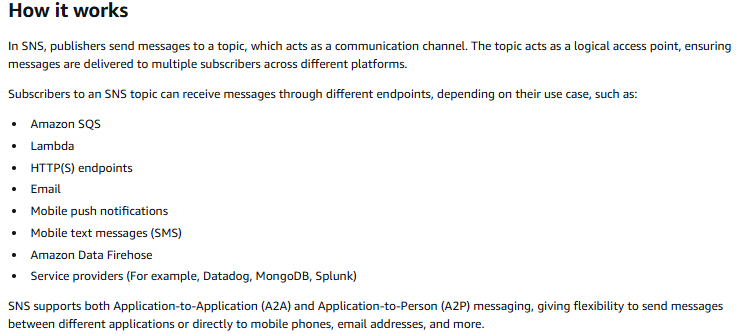 How it works
In SNS, publishers send messages to a topic, which acts as a communication channel. The topic acts as a logical access point, ensuring
messages are delivered to multiple subscribers across different platforms.
Subscribers to an SNS topic can receive messages through different endpoints, depending on their use case, such as:
• Amazon SQS
• Lambda
• HTTP(S) endpoints
• Email
• Mobile push notifications
• Mobile text messages (SMS)
• Amazon Data Firehose
• Service providers (For example, Datadog, MongoDB, Splunk)
SNS supports both Application-to-Application (A2A) and Application-to-Person (A2P) messaging, giving flexibility to send messages
between different applications or directly to mobile phones, email addresses, and more.